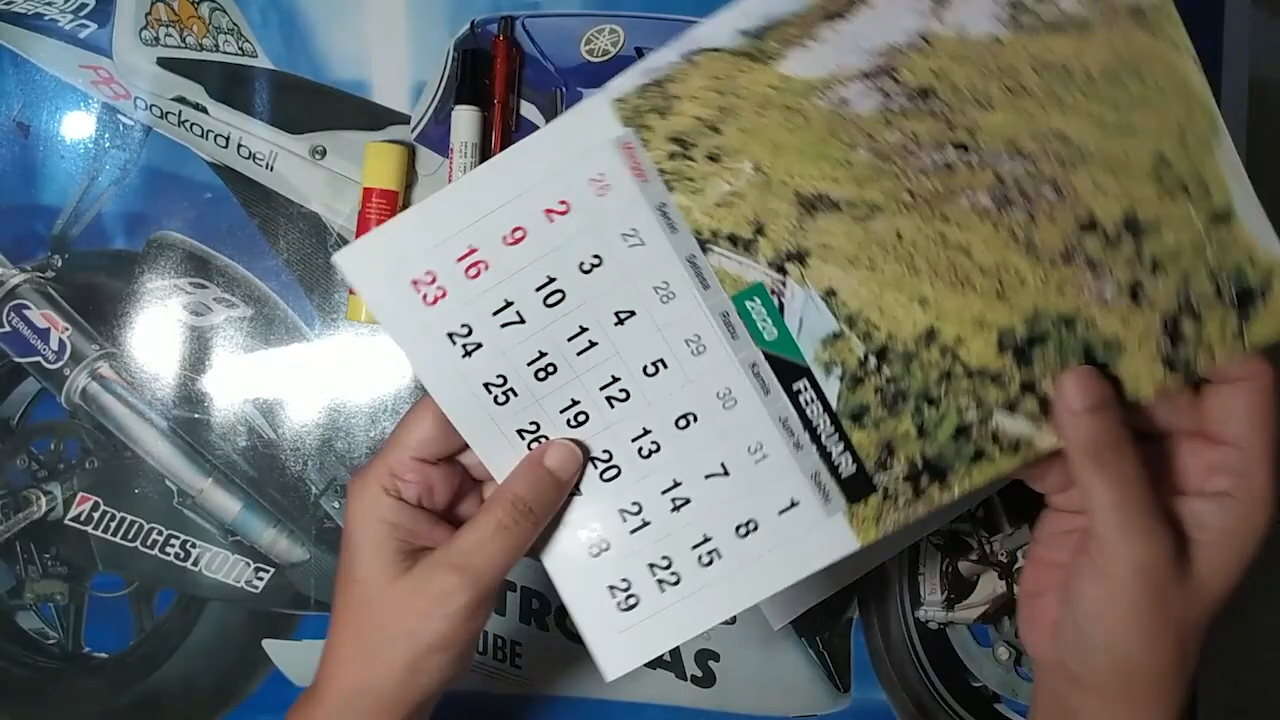 packard bell
TERMIGNONI
BRIDGESTONE
2020
FEBRUARI
Minggu Senin Selasa Rabu Kamis Jum'at Sabtu
26 27 28 29 30 31 1
2 3 4 5 6 7 8
9 10 11 12 13 14 15
16 17 18 19 20 21 22
23 24 25 26 28 29